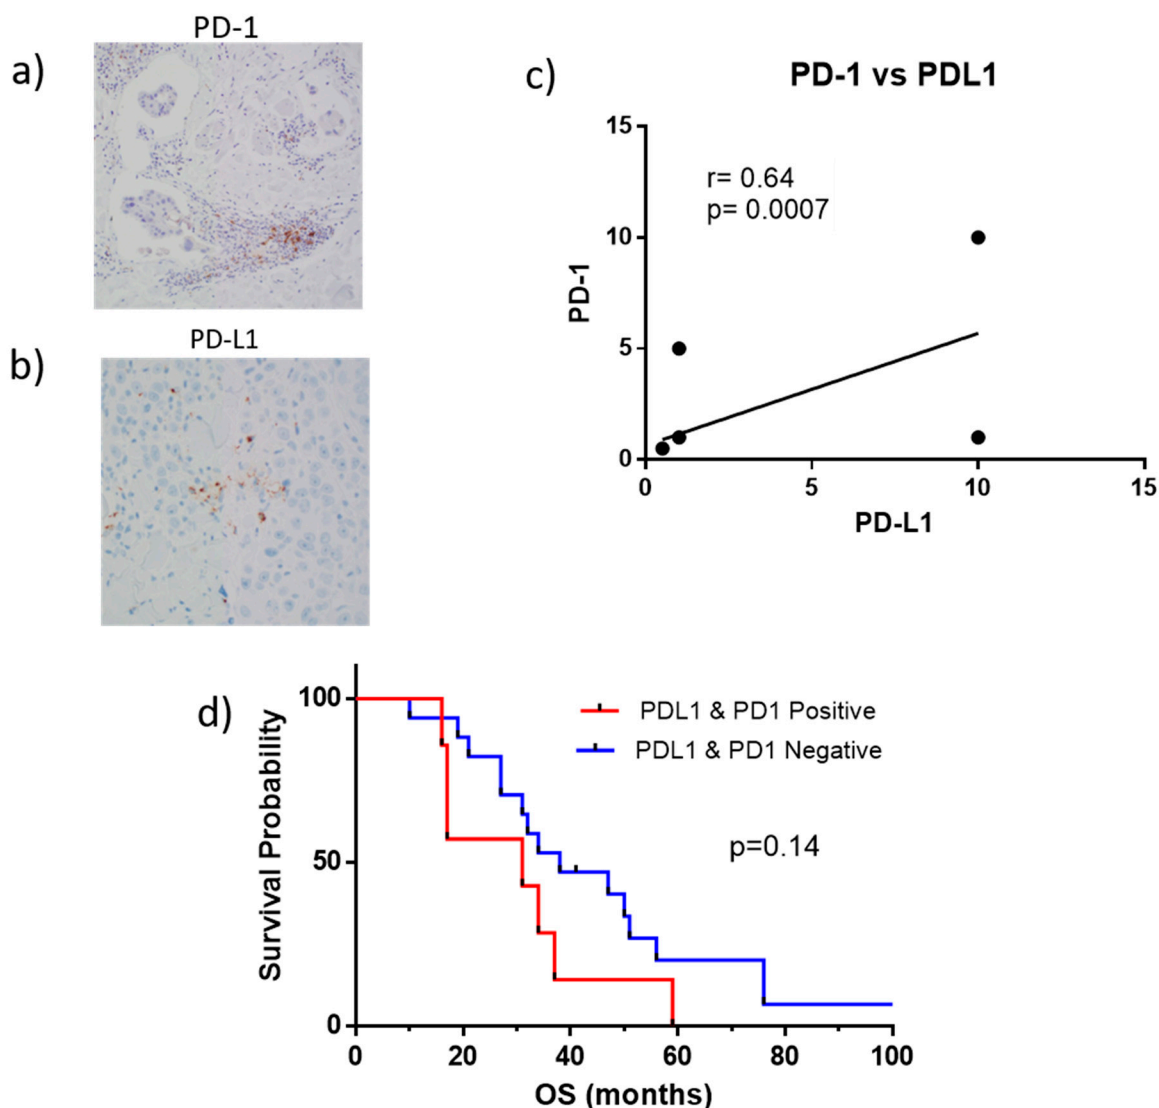 a)
PD-1
b)
PD-L1
c)
PD-1 vs PDL1
r= 0.64
p= 0.0007
15
10
5
0
PD-1
0
5
10
15
PD-L1
d)
100
50
0
Survival Probability
PDL1 & PD1 Positive
PDL1 & PD1 Negative
p=0.14
0
20
40
60
80
100
OS (months)